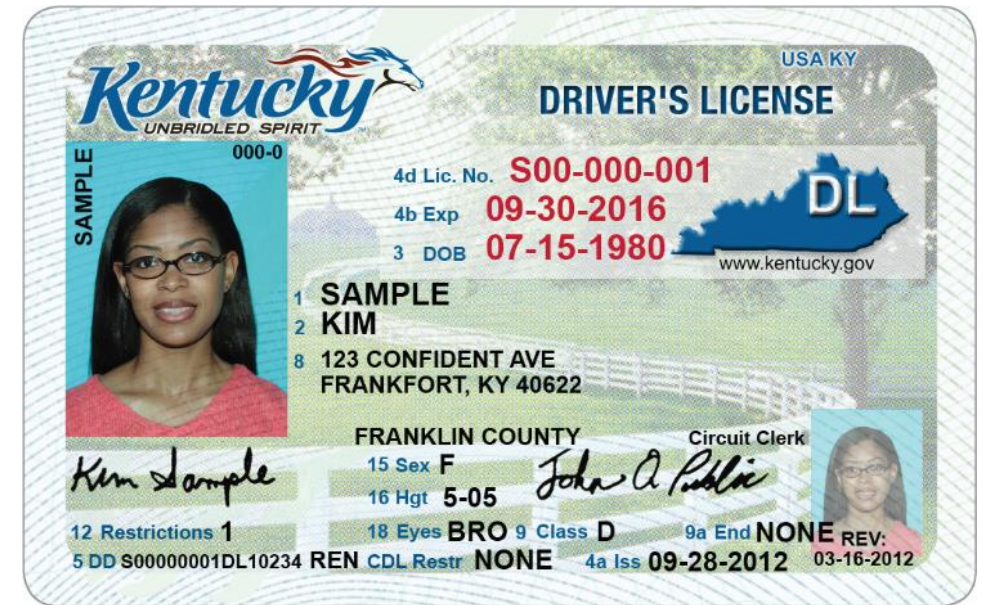 USA KY
Kentucky
UNBRIDLED SPIRIT
DRIVER'S LICENSE
SAMPLE
000-0
4d Lic. No. S00-000-001
4b Exp 09-30-2016
3 DOB 07-15-1980
DL
www.kentucky.gov
1 SAMPLE
2 KIM
8 123 CONFIDENT AVE
FRANKFORT, KY 40622
FRANKLIN COUNTY
Circuit Clerk
Kim Sample
15 Sex F
John Q Public
16 Hgt 5-05
12 Restrictions 1 18 Eyes BRO 9 Class D 9a End NONE REV:
5 DD S00000001DL10234 REN CDL Restr NONE 4a Iss 09-28-2012 03-16-2012